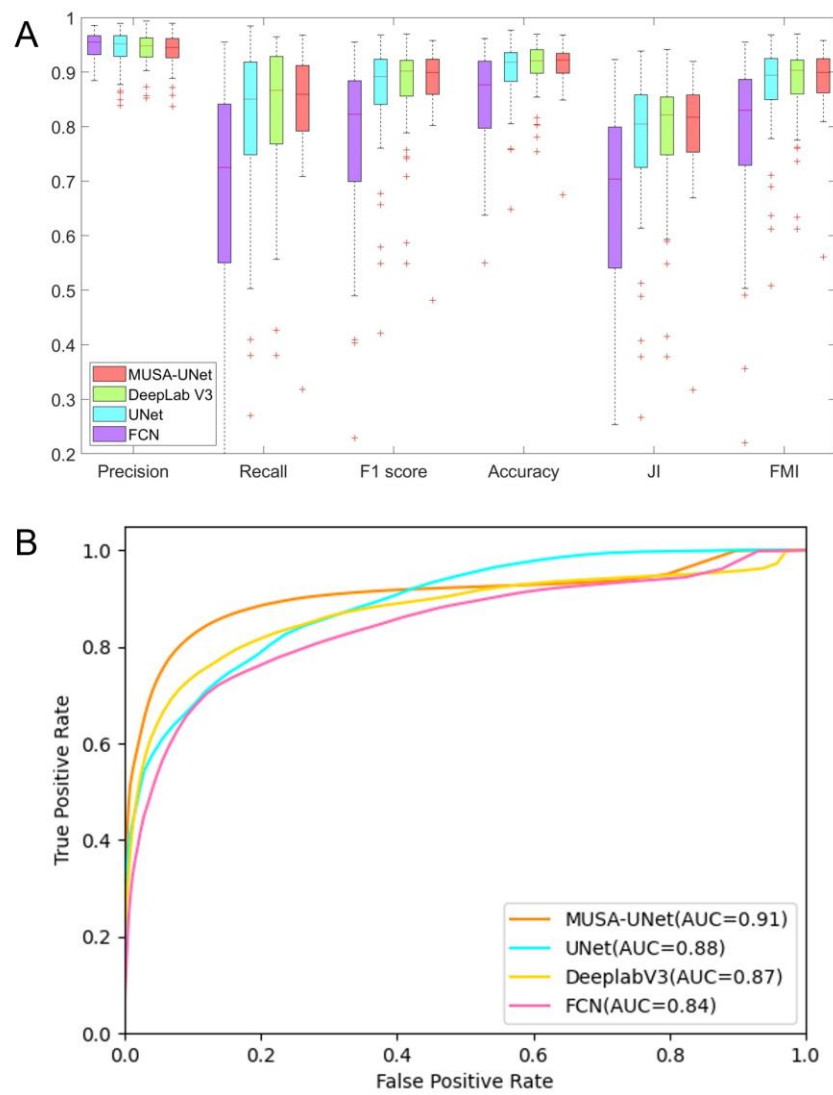 A
1
0.9
0.8
0.7
0.6
0.5
0.4
0.3
0.2
MUSA-UNet
DeepLab V3
UNet
FCN
Precision Recall F1 score Accuracy JI FMI
B
1.0
0.8
0.6
0.4
0.2
0.0
True Positive Rate
MUSA-UNet(AUC=0.91)
UNet(AUC=0.88)
DeeplabV3(AUC=0.87)
FCN(AUC=0.84)
0.0 0.2 0.4 0.6 0.8 1.0
False Positive Rate